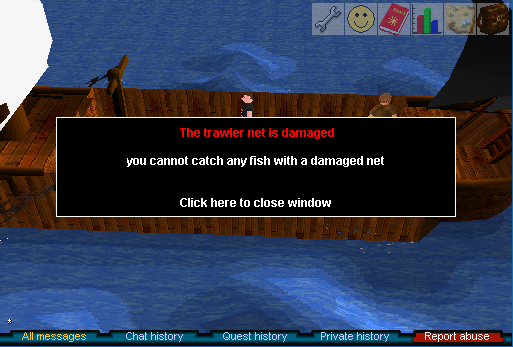 The trawler net is damaged
you cannot catch any fish with a damaged net
Click here to close window
*
All messages
Chat history
Quest history
Private history
Report abuse